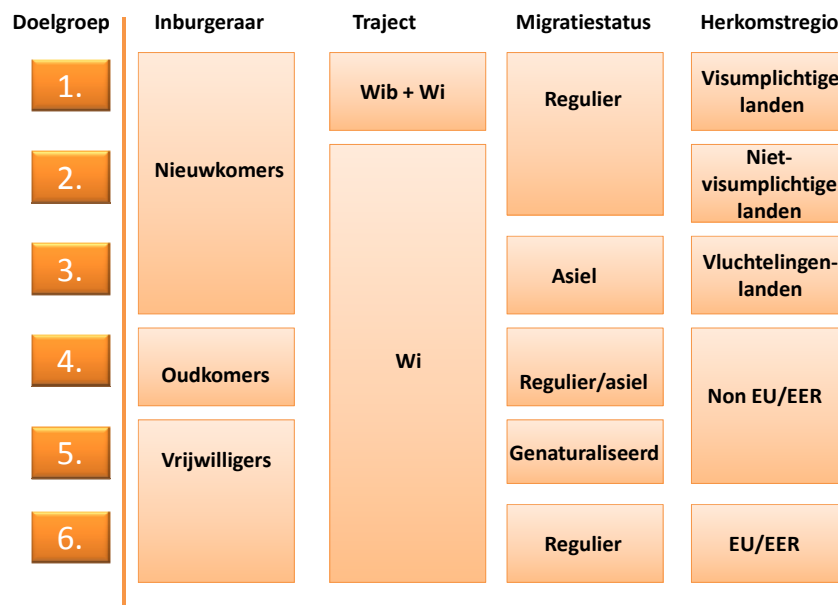 Doelgroep Inburgeraar Traject Migratiestatus Herkomstregio
1.
Wib + Wi
Regulier
Visumplichtige
landen
2.
Nieuwkomers
Niet-
visumplichtige
landen
3.
Asiel
Vluchtelingen-
landen
4.
Oudkomers
Wi
Regulier/asiel
Non EU/EER
5.
Vrijwilligers
Genaturaliseerd
6.
Regulier
EU/EER